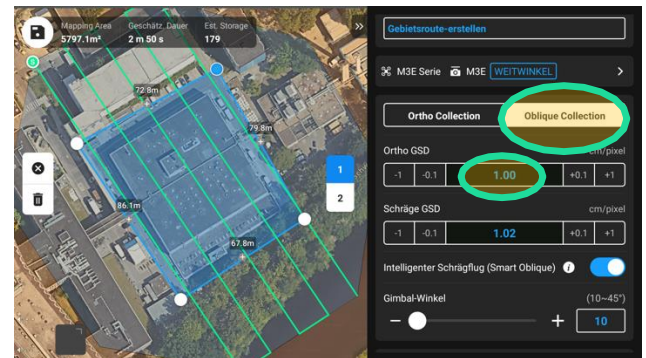 Mapping Area Geschätz. Dauer Est. Storage
5797.1m² 2 m 50 s 179
S
72.8m
79.8m
86.1m
67.8m
1
2
Gebietsroute-erstellen
M3E Serie M3E WEITWINKEL
Ortho Collection Oblique Collection
Ortho GSD cm/pixel
-1 -0.1 1.00 +0.1 +1
Schräge GSD cm/pixel
-1 -0.1 1.02 +0.1 +1
Intelligenter Schrägflug (Smart Oblique) i
Gimbal-Winkel (10~45°)
− + 10